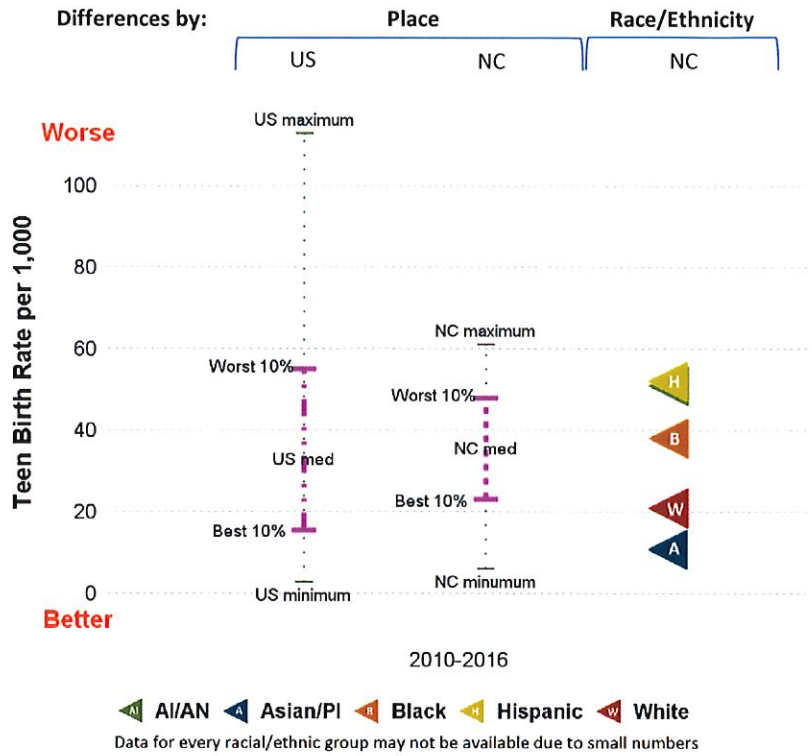 Differences by: Place Race/Ethnicity
US NC NC
Worse
US maximum
100
80
60
40
20
0
Teen Birth Rate per 1,000
NC maximum
Worst 10%
Worst 10%
H
B
US med
NC med
Best 10%
Best 10%
W
A
US minimum
NC minumum
Better
2010-2016
AI AI/AN A Asian/PI B Black H Hispanic W White
Data for every racial/ethnic group may not be available due to small numbers